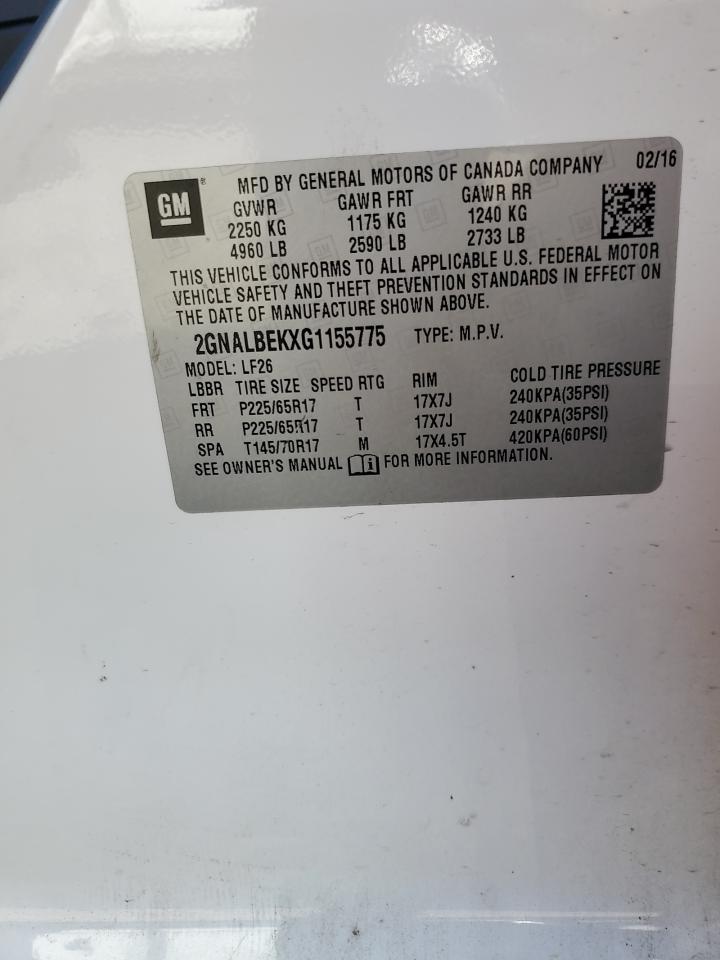 GM ® MFD BY GENERAL MOTORS OF CANADA COMPANY 02/16
GVWR GAWR FRT GAWR RR
2250 KG 1175 KG 1240 KG
4960 LB 2590 LB 2733 LB
THIS VEHICLE CONFORMS TO ALL APPLICABLE U.S. FEDERAL MOTOR
VEHICLE SAFETY AND THEFT PREVENTION STANDARDS IN EFFECT ON
THE DATE OF MANUFACTURE SHOWN ABOVE.
2GNALBEKXG1155775 TYPE: M.P.V.
MODEL: LF26
LBBR TIRE SIZE SPEED RTG RIM COLD TIRE PRESSURE
FRT P225/65R17 T 17X7J 240KPA(35PSI)
RR P225/65R17 T 17X7J 240KPA(35PSI)
SPA T145/70R17 M 17X4.5T 420KPA(60PSI)
SEE OWNER'S MANUAL FOR MORE INFORMATION.